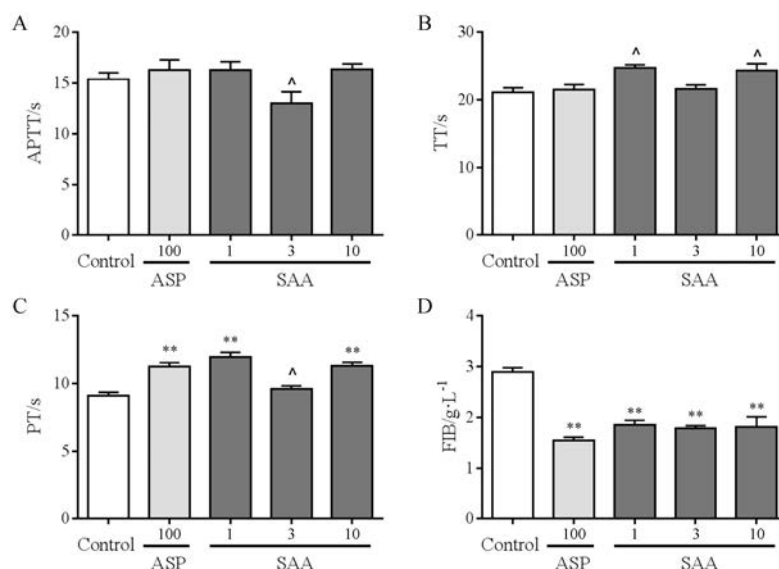 A
20
15
10
5
0
APTT/s
^
Control
100
1
3
10
ASP
SAA
B
30
20
10
0
TT/s
^
^
Control
100
1
3
10
ASP
SAA
C
15
10
5
0
PT/s
**
**
^
**
Control
100
1
3
10
ASP
SAA
D
4
3
2
1
0
FIB/g·L⁻¹
**
**
**
**
Control
100
1
3
10
ASP
SAA